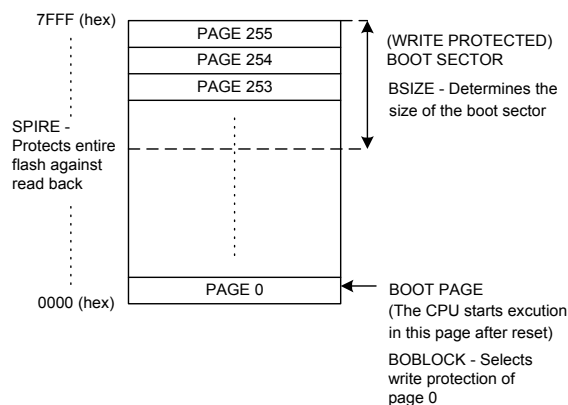 7FFF (hex)
PAGE 255
PAGE 254
PAGE 253
(WRITE PROTECTED)
BOOT SECTOR
BSIZE - Determines the
size of the boot sector
SPIRE -
Protects entire
flash against
read back
PAGE 0
0000 (hex)
BOOT PAGE
(The CPU starts excution
in this page after reset)
BOBLOCK - Selects
write protection of
page 0